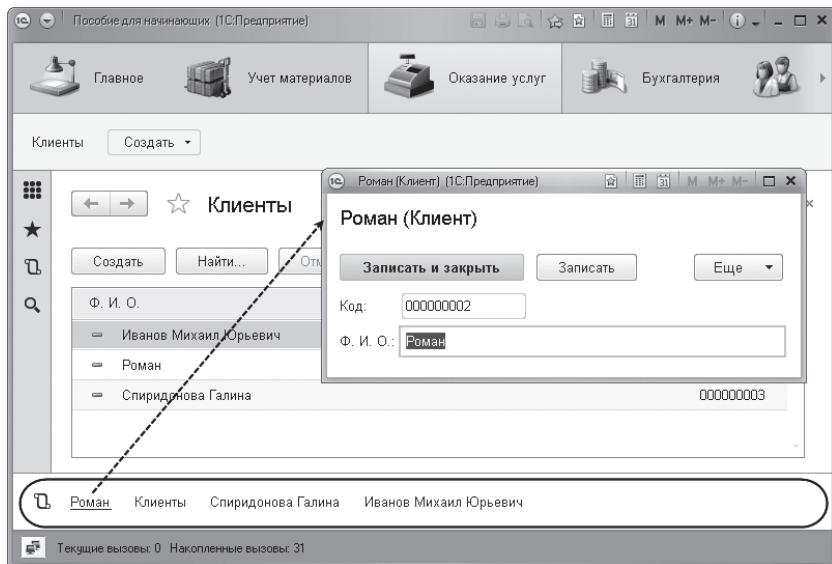 Пособие для начинающих (1С:Предприятие)
M M+ M-
Главное
Учет материалов
Оказание услуг
Бухгалтерия
Клиенты Создать
Роман (Клиент) (1С:Предприятие)
M M+ M-
Клиенты
Роман (Клиент)
Создать Найти...
Записать и закрыть Записать Еще
Ф. И. О.
Код: 000000002
Иванов Михаил Юрьевич
Ф. И. О.: Роман
Роман
Спиридонова Галина 000000003
Роман Клиенты Спиридонова Галина Иванов Михаил Юрьевич
Текущие вызовы: 0 Накопленные вызовы: 31